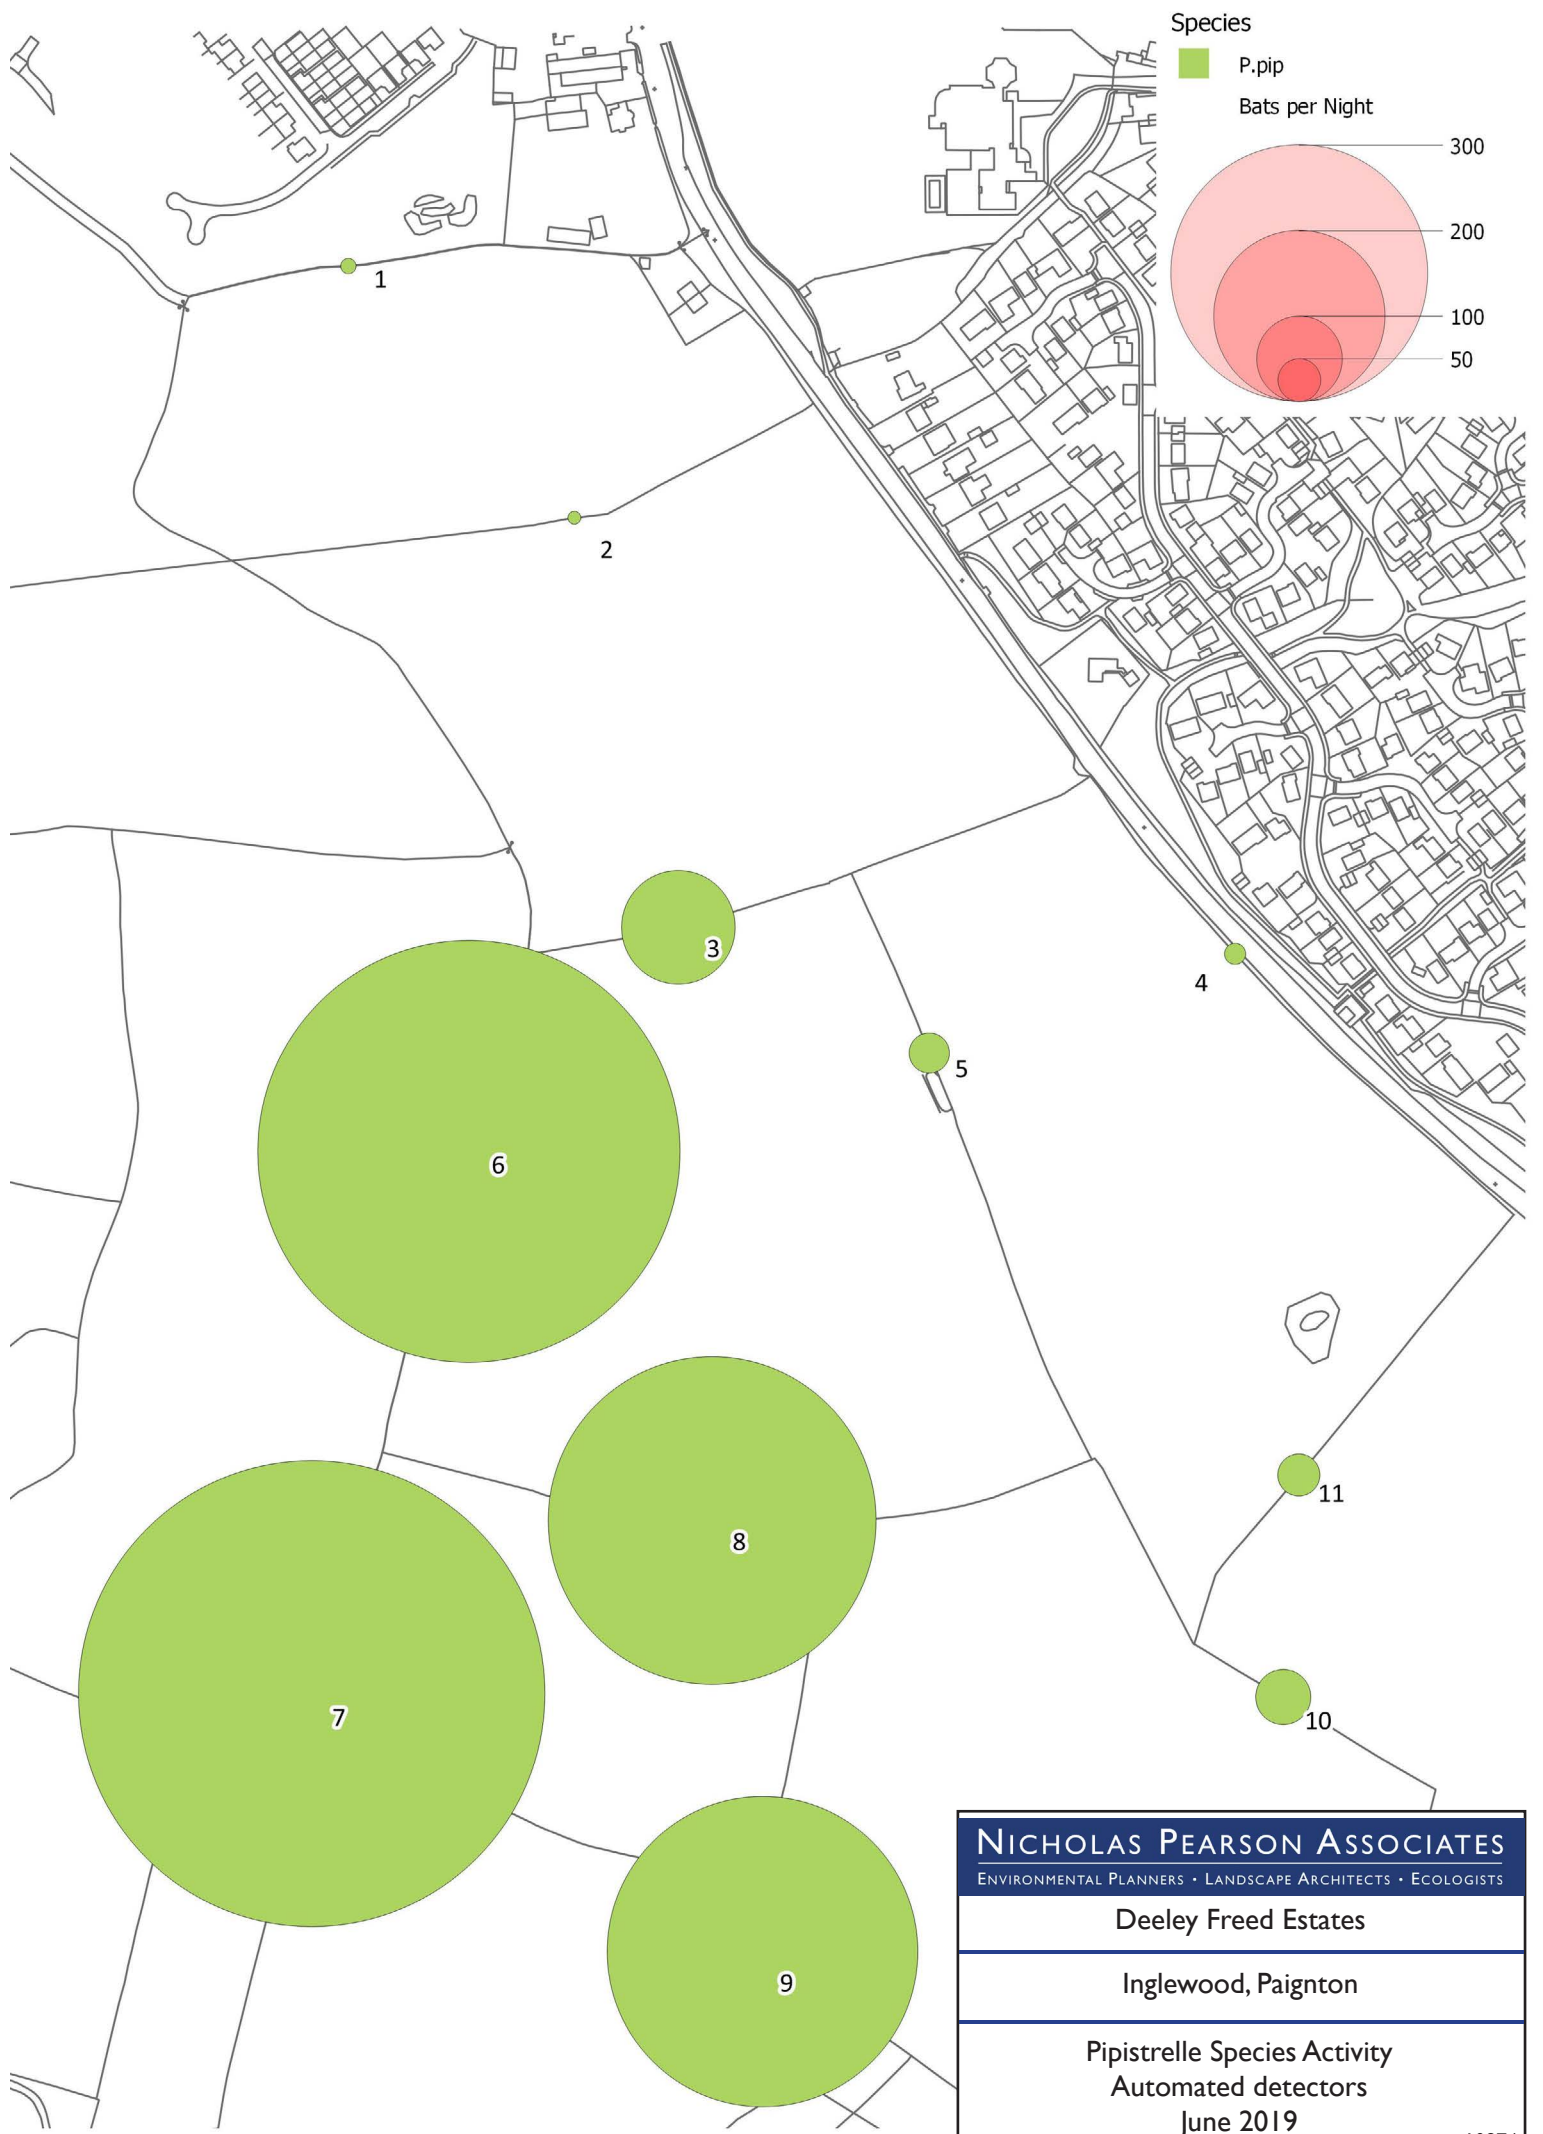 Species
P.pip
Bats per Night
300
200
100
50
1
2
3
4
5
6
7
8
9
10
11
NICHOLAS PEARSON ASSOCIATES
ENVIRONMENTAL PLANNERS • LANDSCAPE ARCHITECTS • ECOLOGISTS
Deeley Freed Estates
Inglewood, Paignton
Pipistrelle Species Activity
Automated detectors
June 2019